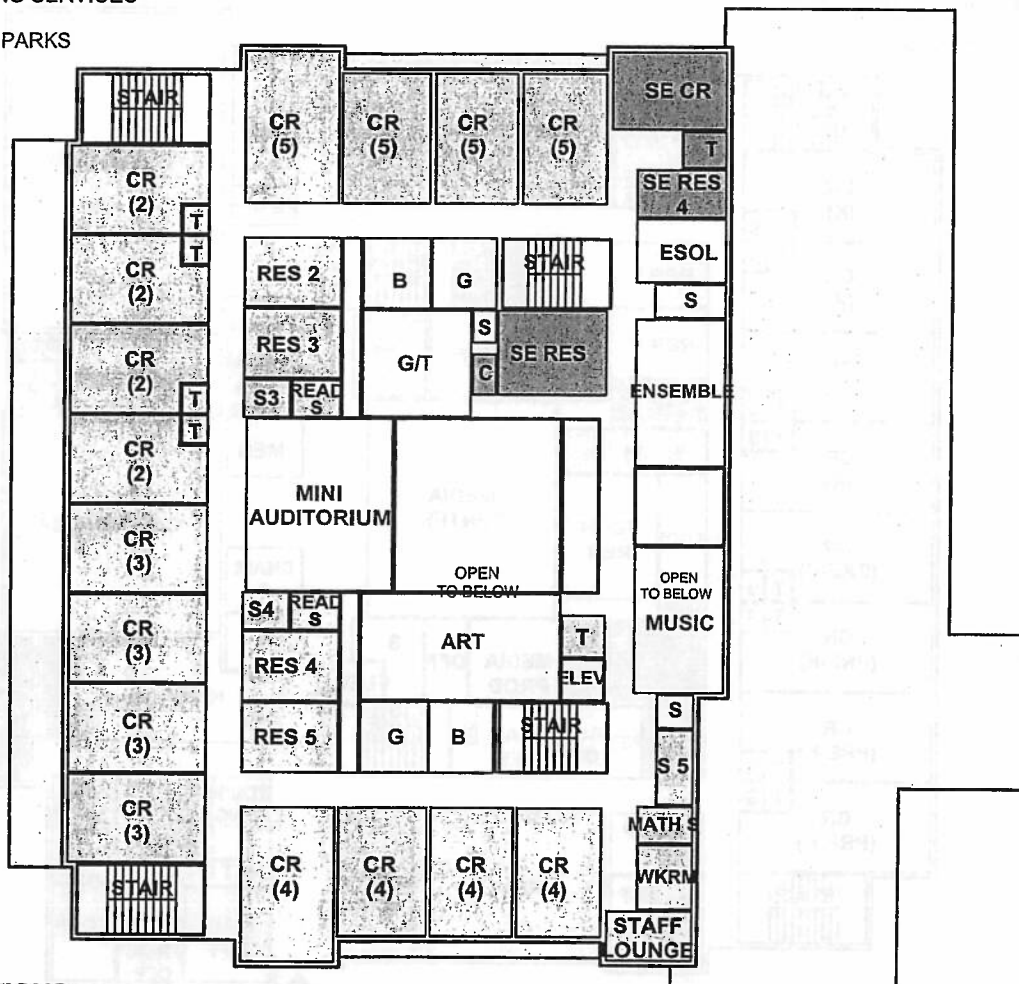 PARKS
STAIR
SE CR
CR
(5)
CR
(5)
CR
(5)
CR
(5)
T
CR
(2)
SE RES
4
T
T
CR
(2)
ESOL
RES 2
B
G
STAIR
S
RES 3
S
G/T
SE RES
CR
(2)
C
ENSEMBLE
S3
READ
S
T
T
CR
(2)
MINI
AUDITORIUM
CR
(3)
OPEN
TO BELOW
OPEN
TO BELOW
MUSIC
S4
READ
S
ART
T
CR
(3)
RES 4
ELEV
S
RES 5
G
B
STAIR
CR
(3)
S 5
CR
(3)
MATH S
CR
(4)
CR
(4)
CR
(4)
CR
(4)
WKRM
STAIR
STAFF
LOUNGE